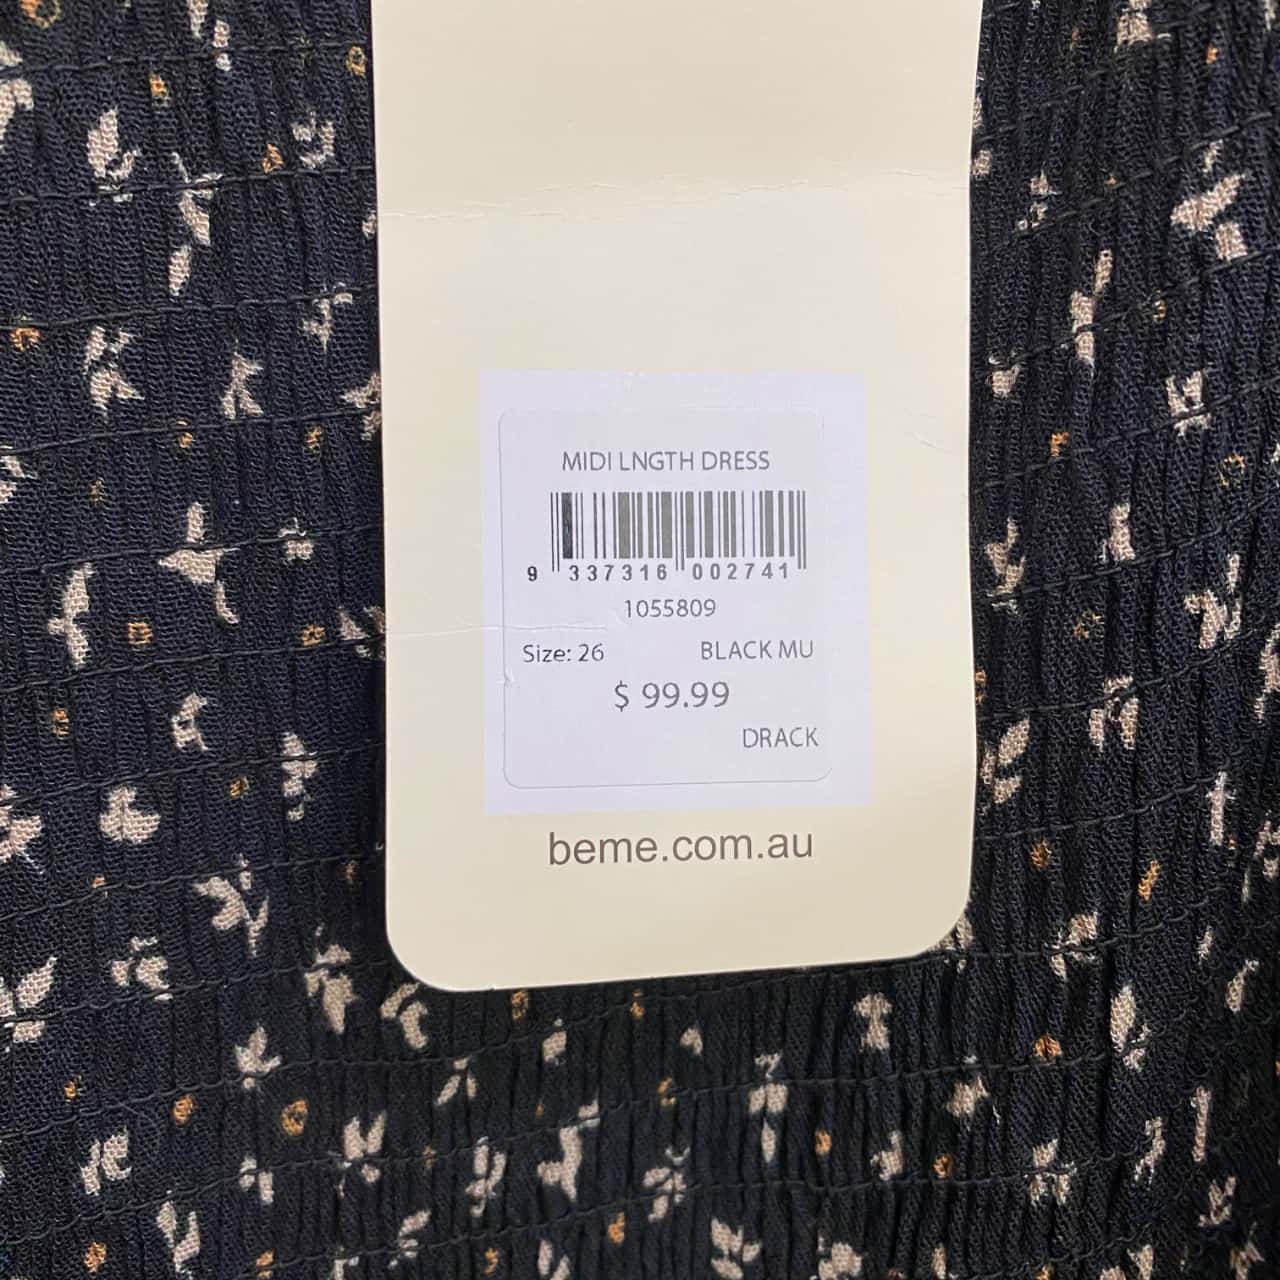 MIDI LNGTH DRESS
9 337316 002741
1055809
Size: 26 BLACK MU
$ 99.99
DRACK
beme.com.au